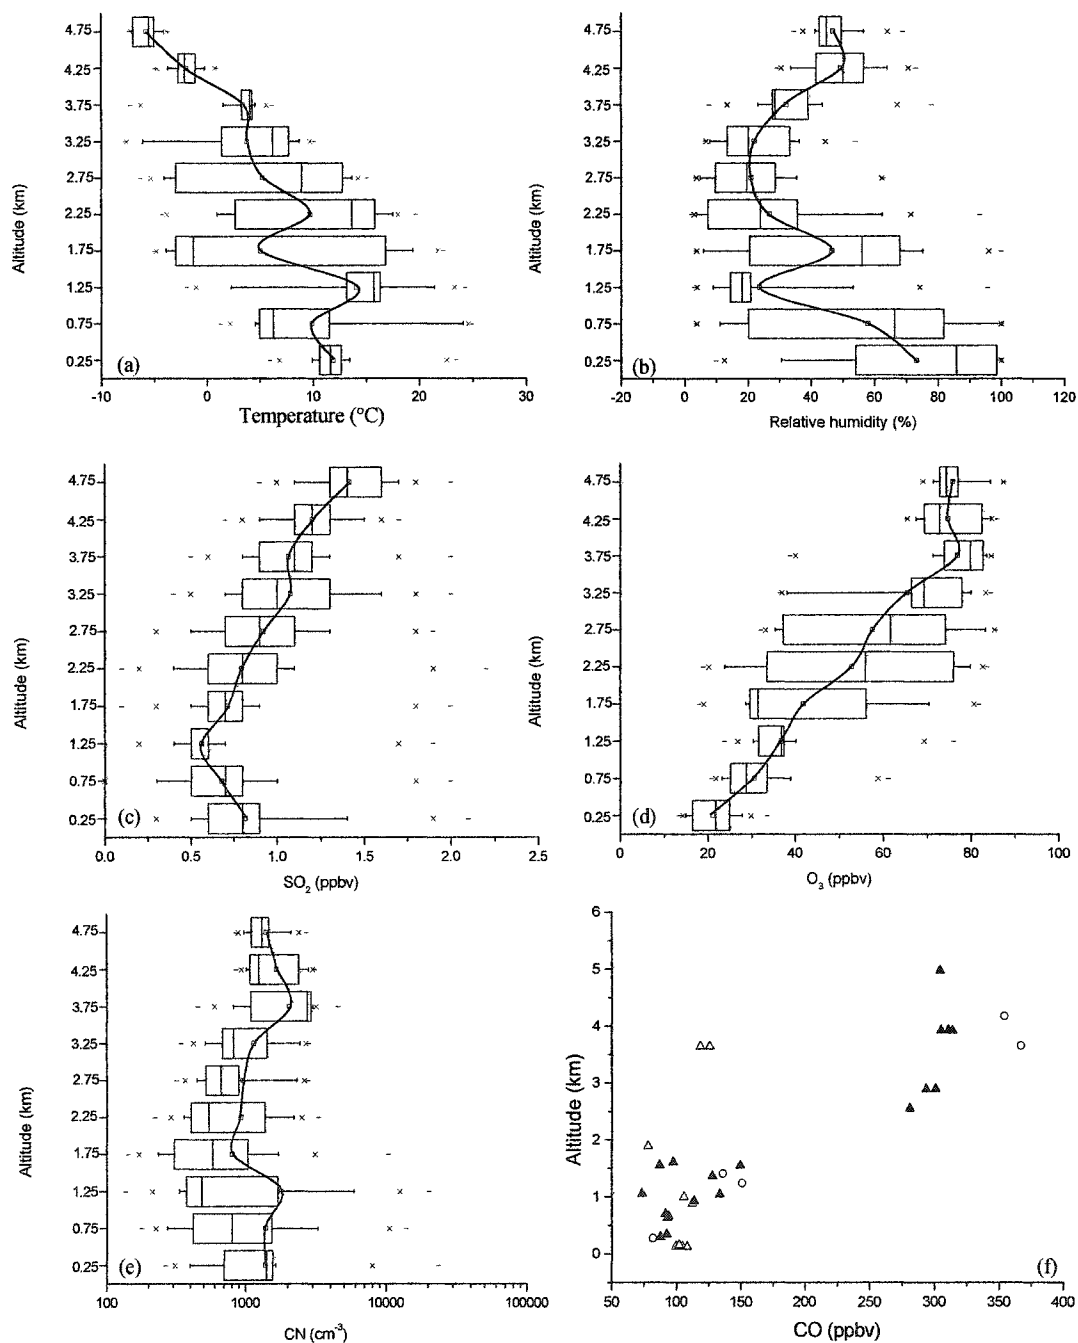 4.75
4.25
3.75
3.25
2.75
2.25
1.75
1.25
0.75
0.25
Altitude (km)
(a)
-10 0 10 20 30
Temperature (°C)
4.75
4.25
3.75
3.25
2.75
2.25
1.75
1.25
0.75
0.25
Altitude (km)
(b)
-20 0 20 40 60 80 100 120
Relative humidity (%)
4.75
4.25
3.75
3.25
2.75
2.25
1.75
1.25
0.75
0.25
Altitude (km)
(c)
0.0 0.5 1.0 1.5 2.0 2.5
SO₂ (ppbv)
4.75
4.25
3.75
3.25
2.75
2.25
1.75
1.25
0.75
0.25
Altitude (km)
(d)
0 20 40 60 80 100
O₃ (ppbv)
4.75
4.25
3.75
3.25
2.75
2.25
1.75
1.25
0.75
0.25
Altitude (km)
(e)
100 1000 10000 100000
CN (cm⁻³)
6
5
4
3
2
1
0
Altitude (km)
(f)
50 100 150 200 250 300 350 400
CO (ppbv)